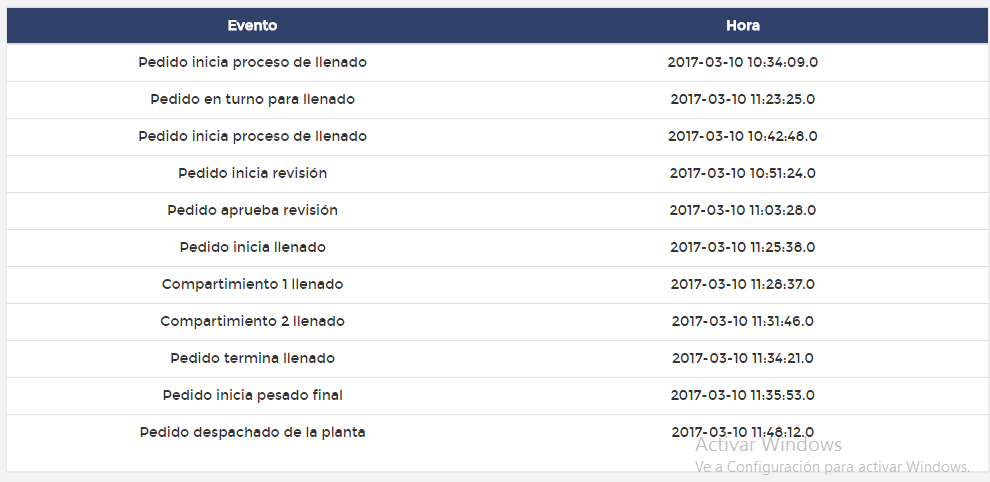 Evento Hora
Pedido inicia proceso de llenado 2017-03-10 10:34:09.0
Pedido en turno para llenado 2017-03-10 11:23:25.0
Pedido inicia proceso de llenado 2017-03-10 10:42:48.0
Pedido inicia revisión 2017-03-10 10:51:24.0
Pedido aprueba revisión 2017-03-10 11:03:28.0
Pedido inicia llenado 2017-03-10 11:25:38.0
Compartimiento 1 llenado 2017-03-10 11:28:37.0
Compartimiento 2 llenado 2017-03-10 11:31:46.0
Pedido termina llenado 2017-03-10 11:34:21.0
Pedido inicia pesado final 2017-03-10 11:35:53.0
Pedido despachado de la planta 2017-03-10 11:48:12.0
Activar Windows
Ve a Configuración para activar Windows.